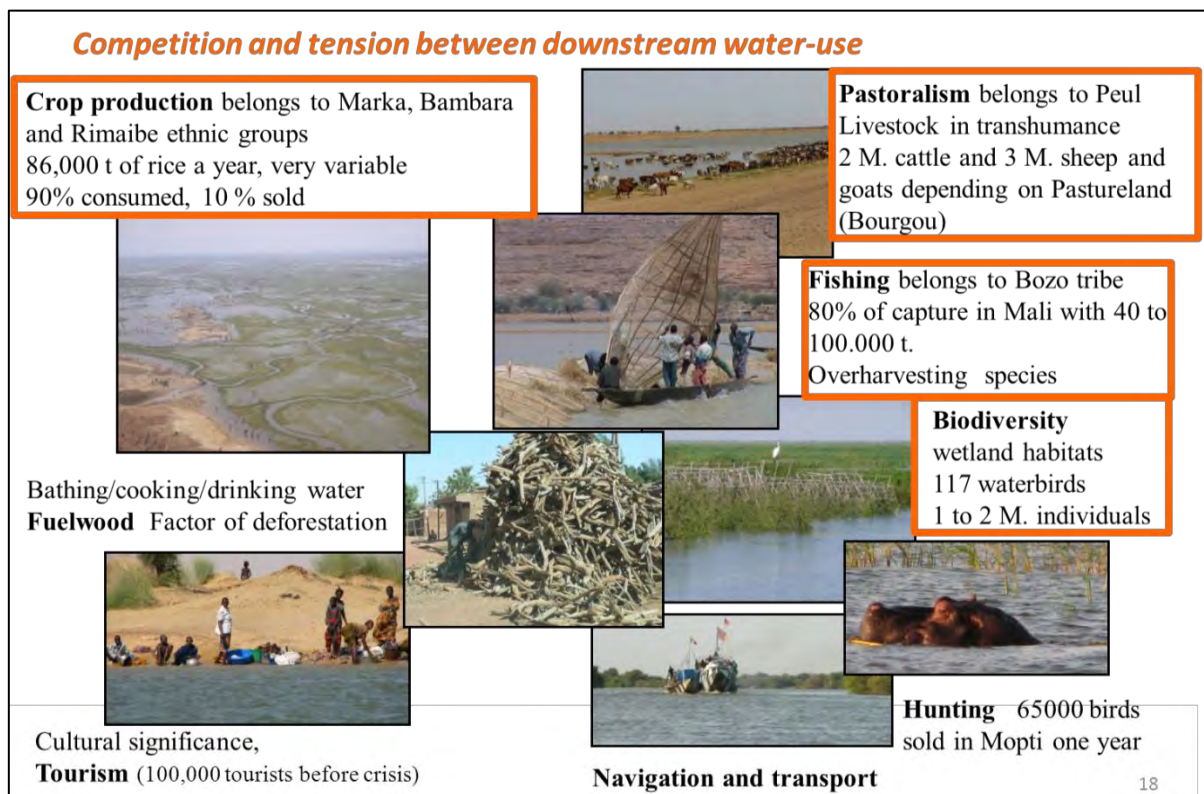 Competition and tension between downstream water-use
Crop production belongs to Marka, Bambara
and Rimaibe ethnic groups
86,000 t of rice a year, very variable
90% consumed, 10 % sold
Pastoralism belongs to Peul
Livestock in transhumance
2 M. cattle and 3 M. sheep and
goats depending on Pastureland
(Bourgou)
Fishing belongs to Bozo tribe
80% of capture in Mali with 40 to
100.000 t.
Overharvesting species
Biodiversity
wetland habitats
117 waterbirds
1 to 2 M. individuals
Bathing/cooking/drinking water
Fuelwood Factor of deforestation
Hunting 65000 birds
sold in Mopti one year
Cultural significance,
Tourism (100,000 tourists before crisis)
Navigation and transport
18